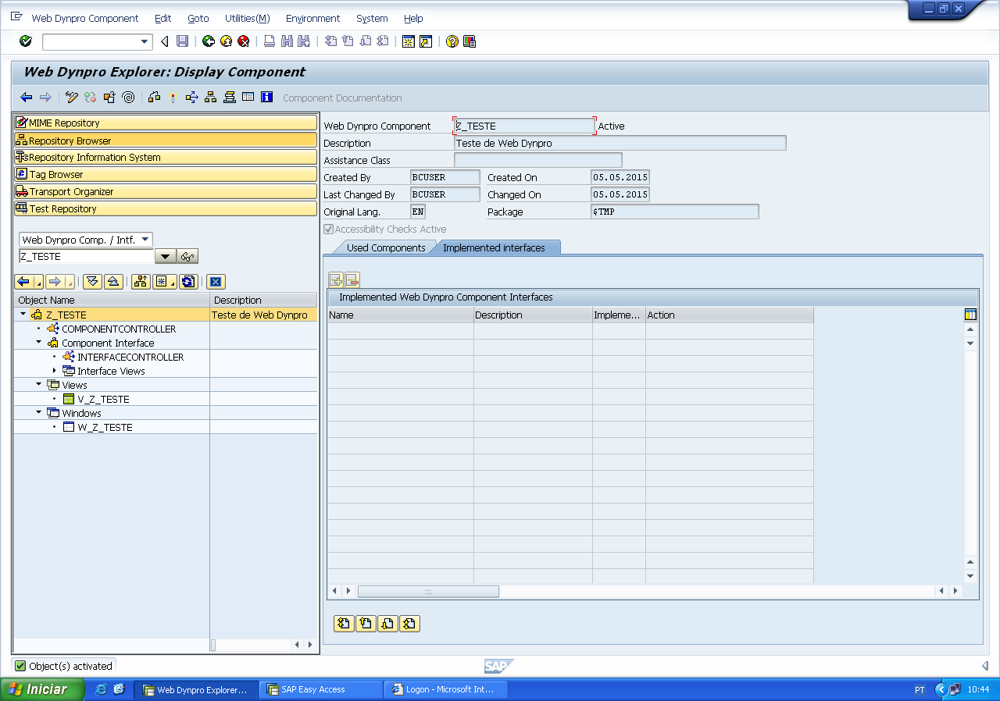 Web Dynpro Component Edit Goto Utilities(M) Environment System Help
Web Dynpro Explorer: Display Component
Component Documentation
MIME Repository
Repository Browser
Repository Information System
Tag Browser
Transport Organizer
Test Repository
Web Dynpro Comp. / Intf.
Z_TESTE
Object Name Description
Z_TESTE Teste de Web Dynpro
COMPONENTCONTROLLER
Component Interface
INTERFACECONTROLLER
Interface Views
Views
V_Z_TESTE
Windows
W_Z_TESTE
Web Dynpro Component Z_TESTE Active
Description Teste de Web Dynpro
Assistance Class
Created By BCUSER Created On 05.05.2015
Last Changed By BCUSER Changed On 05.05.2015
Original Lang. EN Package $TMP
Accessibility Checks Active
Used Components Implemented interfaces
Implemented Web Dynpro Component Interfaces
Name Description Impleme... Action
Object(s) activated
SAP
Iniciar Web Dynpro Explorer... SAP Easy Access Logon - Microsoft Int... PT 10:44